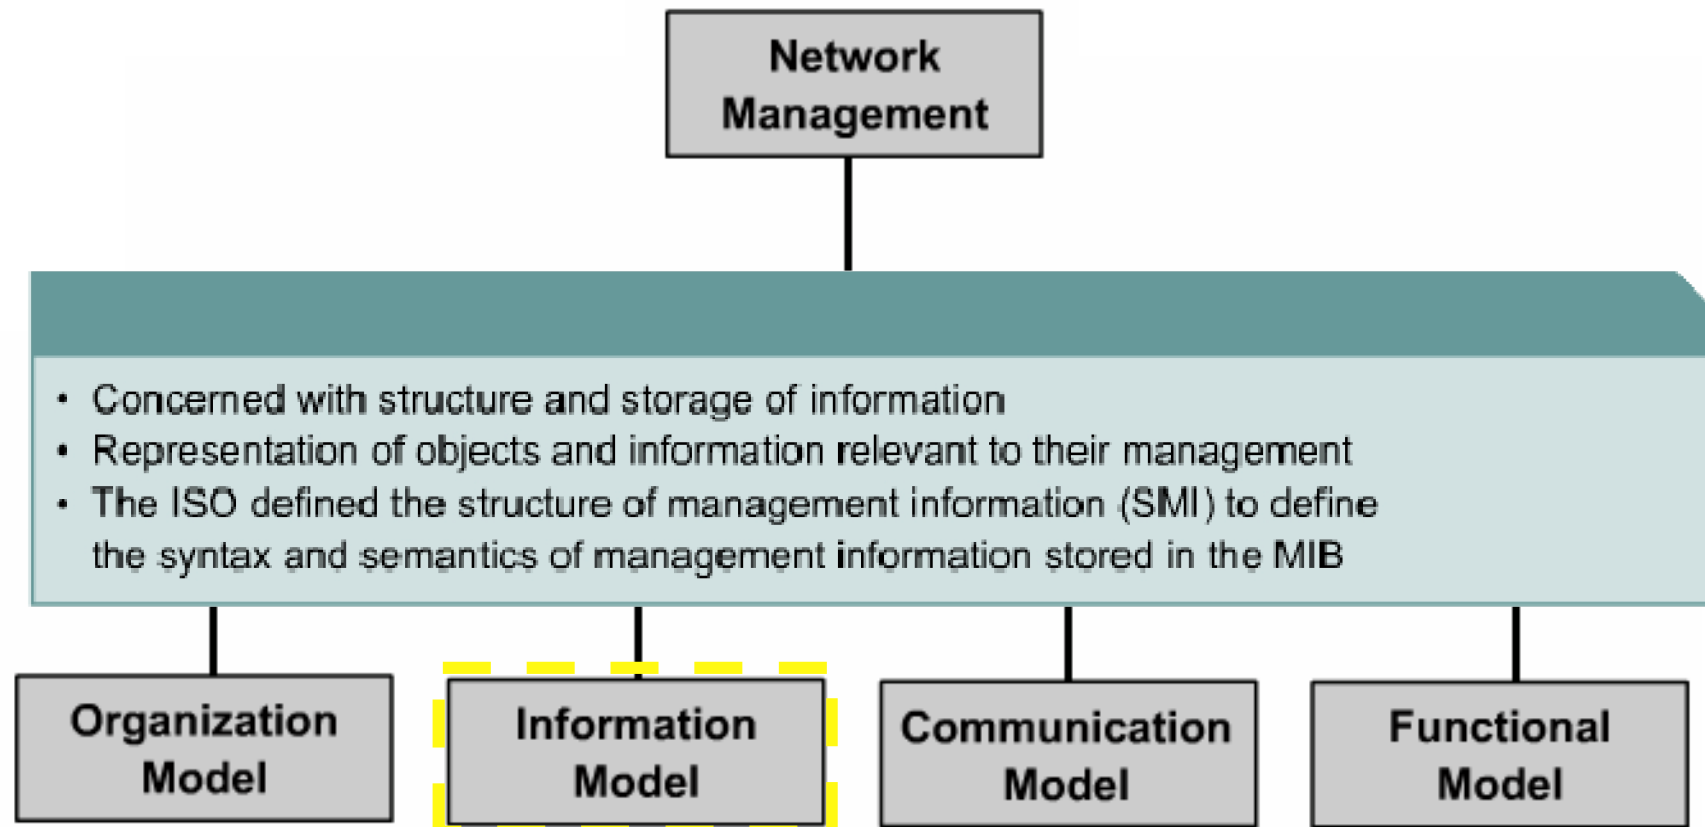 Network
Management
• Concerned with structure and storage of information
• Representation of objects and information relevant to their management
• The ISO defined the structure of management information (SMI) to define
the syntax and semantics of management information stored in the MIB
Organization
Model
Information
Model
Communication
Model
Functional
Model